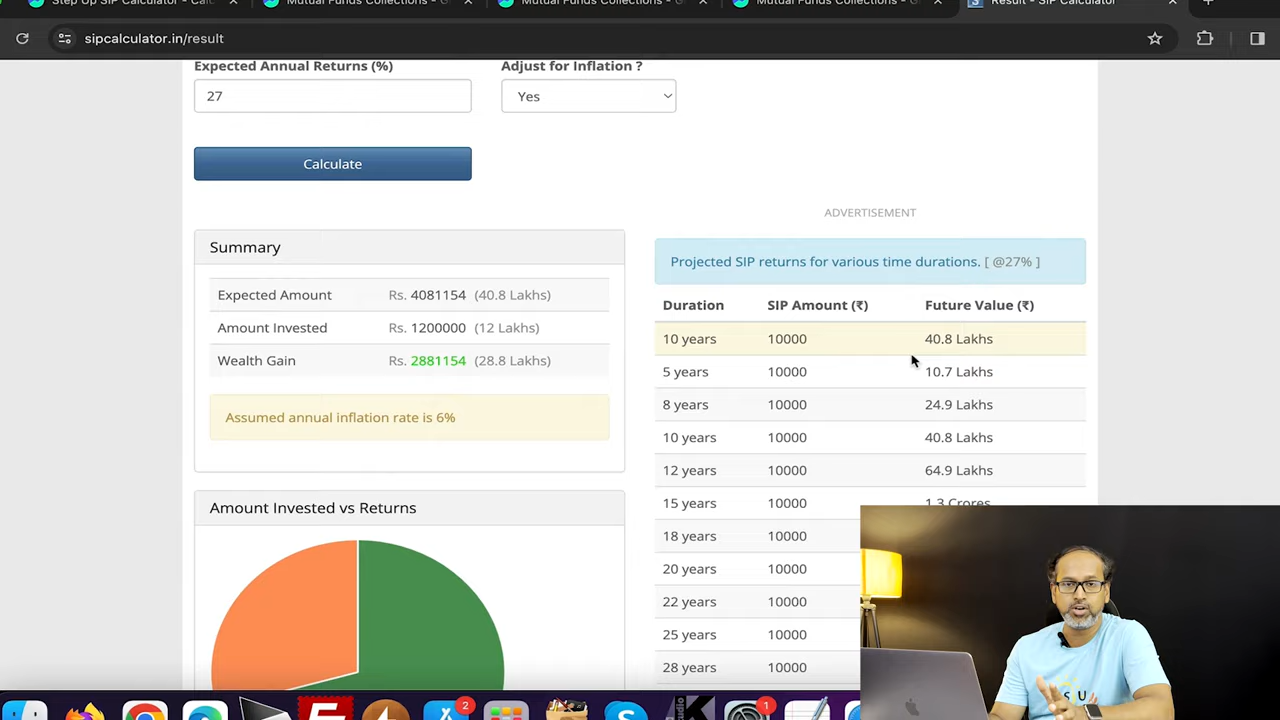 Step Up SIP Calculator - Calc
Mutual Funds Collections - G
Mutual Funds Collections - G
Mutual Funds Collections - G
Result - SIP Calculator
sipcalculator.in/result
Expected Annual Returns (%)
Adjust for Inflation ?
27
Yes
Calculate
ADVERTISEMENT
Summary
Expected Amount Rs. 4081154 (40.8 Lakhs)
Amount Invested Rs. 1200000 (12 Lakhs)
Wealth Gain Rs. 2881154 (28.8 Lakhs)
Assumed annual inflation rate is 6%
Amount Invested vs Returns
Projected SIP returns for various time durations. [ @27% ]
Duration SIP Amount (₹) Future Value (₹)
10 years 10000 40.8 Lakhs
5 years 10000 10.7 Lakhs
8 years 10000 24.9 Lakhs
10 years 10000 40.8 Lakhs
12 years 10000 64.9 Lakhs
15 years 10000 1.3 Crores
18 years 10000
20 years 10000
22 years 10000
25 years 10000
28 years 10000
2
1